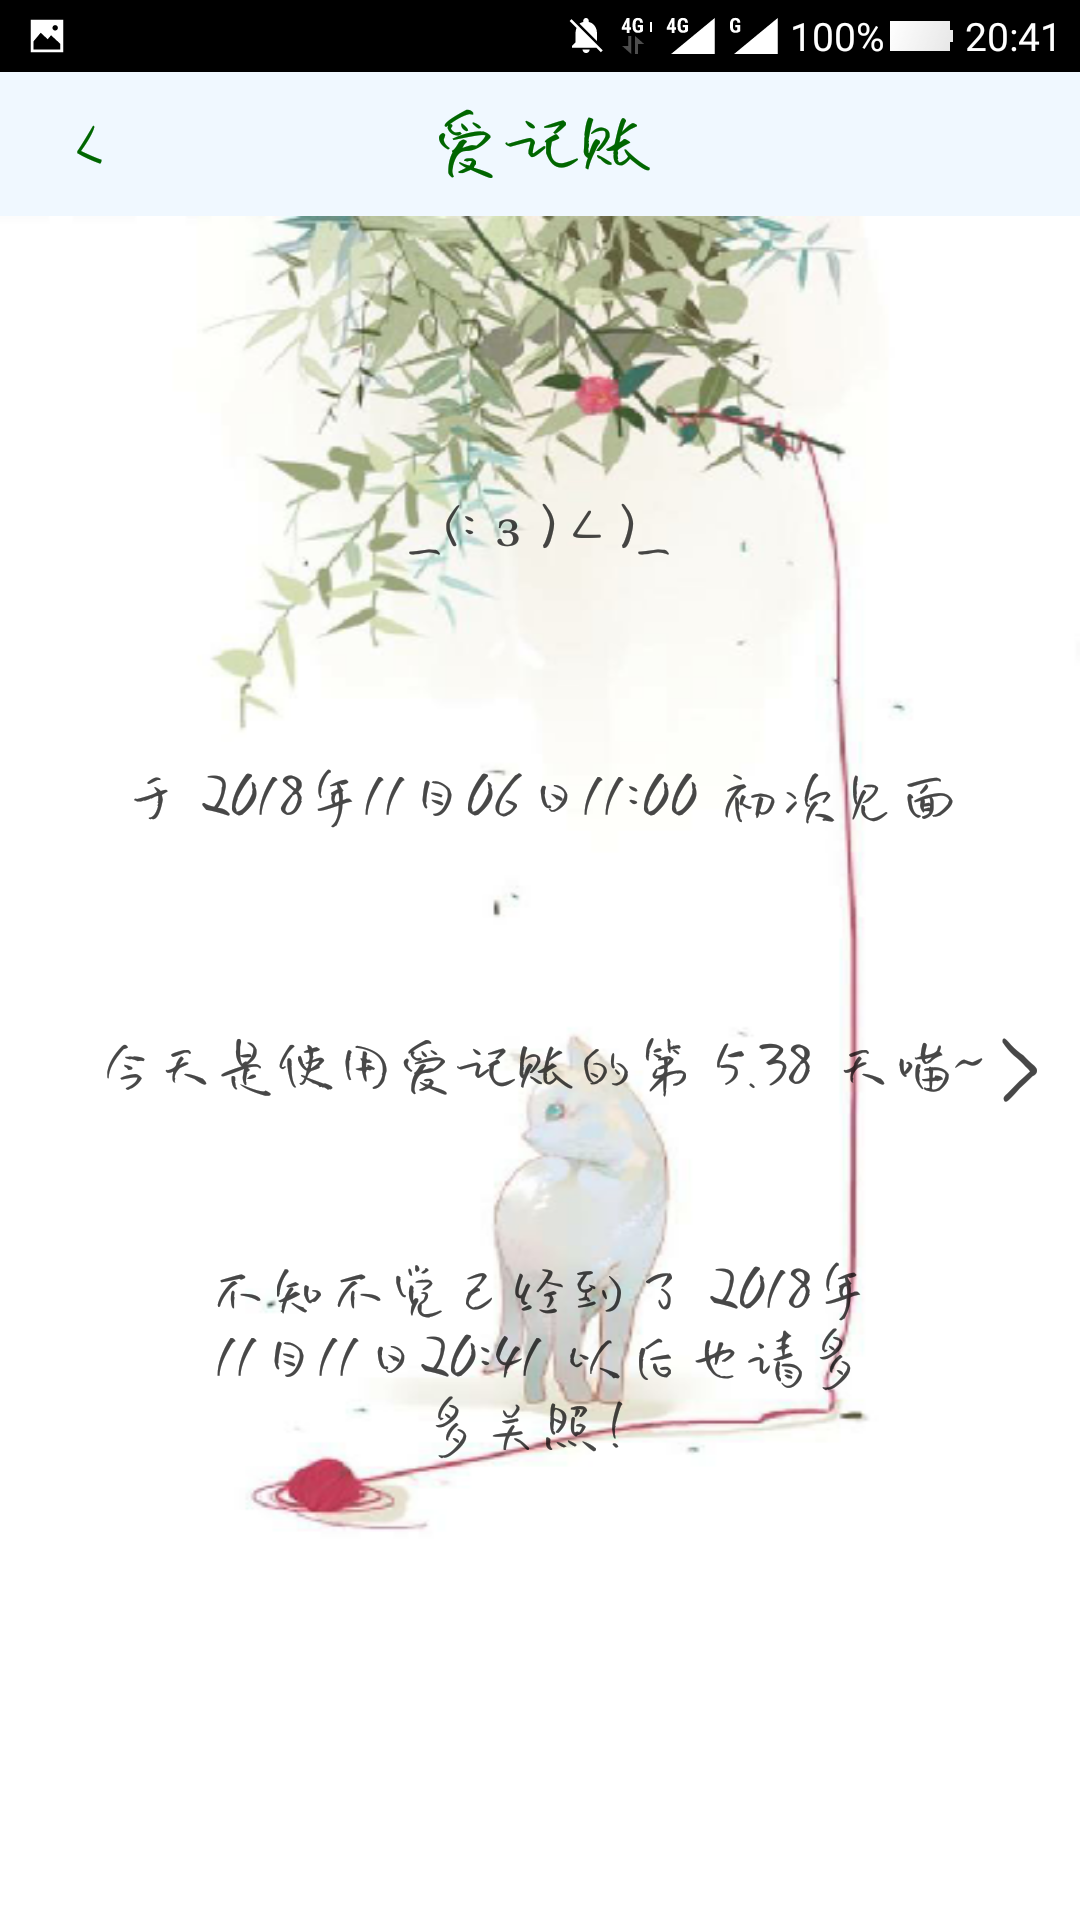 4G 4G G 100% 20:41
< 爱记账
_(:з)∠)_
于 2018年11月06日11:00 初次见面
今天是使用爱记账的第 5.38 天喵~
不知不觉已经到了 2018年
11月11日20:41 以后也请多
多关照!